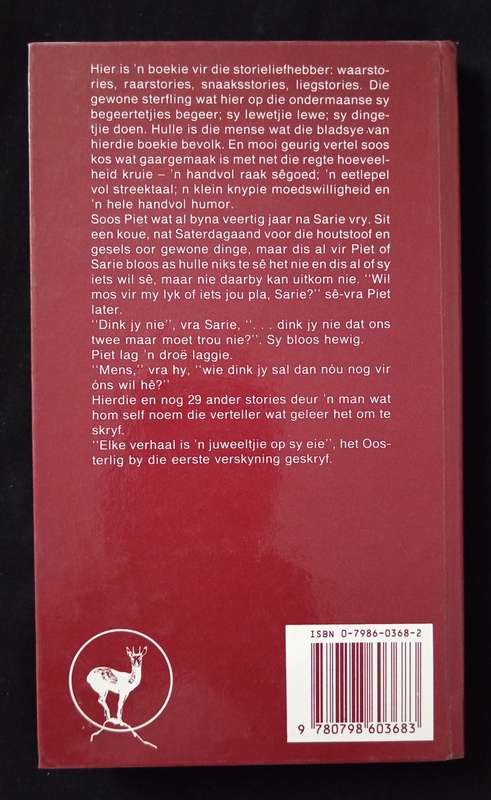 Hier is 'n boekie vir die storieliefhebber: waarsto-
ries, raarstories, snaaksstories, liegstories. Die
gewone sterfling wat hier op die ondermaanse sy
begeertetjies begeer; sy lewetjie lewe; sy dinge-
tjie doen. Hulle is die mense wat die bladsye van
hierdie boekie bevolk. En mooi geurig vertel soos
kos wat gaargemaak is met net die regte hoeveel-
heid kruie – 'n handvol raak sêgoed; 'n eetlepel
vol streektaal; n klein knypie moedswilligheid en
'n hele handvol humor.
Soos Piet wat al byna veertig jaar na Sarie vry. Sit
een koue, nat Saterdagaand voor die houtstoof en
gesels oor gewone dinge, maar dis al vir Piet of
Sarie bloos as hulle niks te sê het nie en dis al of sy
iets wil sê, maar nie daarby kan uitkom nie. "Wil
mos vir my lyk of iets jou pla, Sarie?" sê-vra Piet
later.
"Dink jy nie", vra Sarie, ". . . dink jy nie dat ons
twee maar moet trou nie?". Sy bloos hewig.
Piet lag 'n droë laggie.
"Mens," vra hy, "wie dink jy sal dan nóu nog vir
óns wil hê?"
Hierdie en nog 29 ander stories deur 'n man wat
hom self noem die verteller wat geleer het om te
skryf.
"Elke verhaal is 'n juweeltjie op sy eie", het Oos-
terlig by die eerste verskyning geskryf.
ISBN 0-7986-0368-2
9 780798 603683